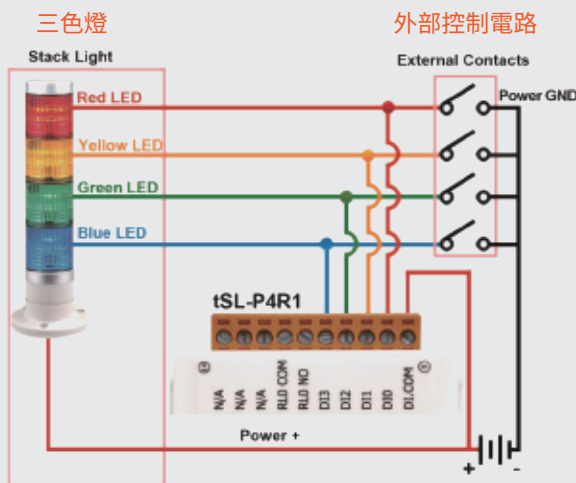 三色燈
外部控制電路
Stack Light
External Contacts
Red LED
Power GND
Yellow LED
Green LED
Blue LED
tSL-P4R1
N/A
N/A
N/A
RL0 COM
RL0 NO
DI3
DI2
DI1
DI0
DI.COM
Power +
+
-